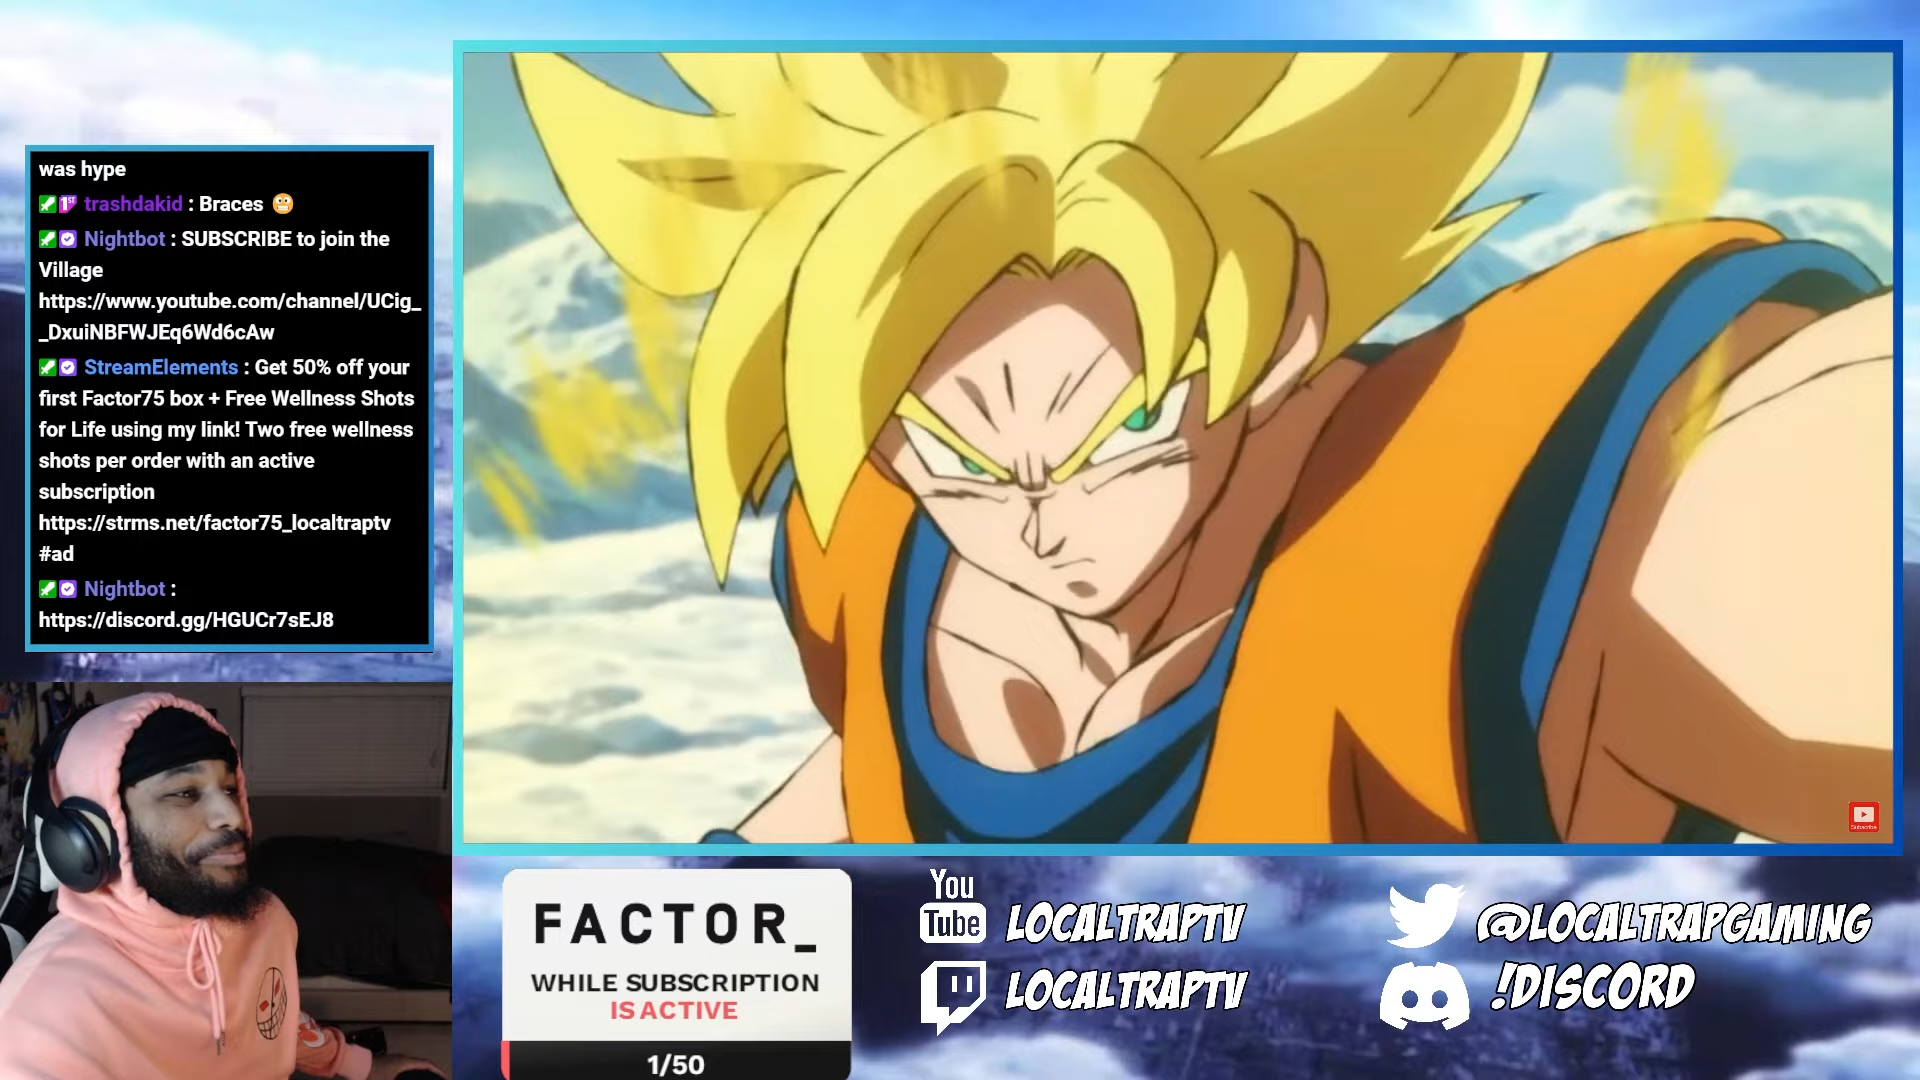 was hype
trashdakid : Braces
Nightbot : SUBSCRIBE to join the
Village
https://www.youtube.com/channel/UCig_
_DxuiNBFWJEq6Wd6cAw
StreamElements : Get 50% off your
first Factor75 box + Free Wellness Shots
for Life using my link! Two free wellness
shots per order with an active
subscription
https://strms.net/factor75_localtraptv
#ad
Nightbot :
https://discord.gg/HGUCr7sEJ8
Subscribe
FACTOR_
WHILE SUBSCRIPTION
IS ACTIVE
1/50
YouTube LOCALTRAPTV
LOCALTRAPTV
@LOCALTRAPGAMING
!DISCORD